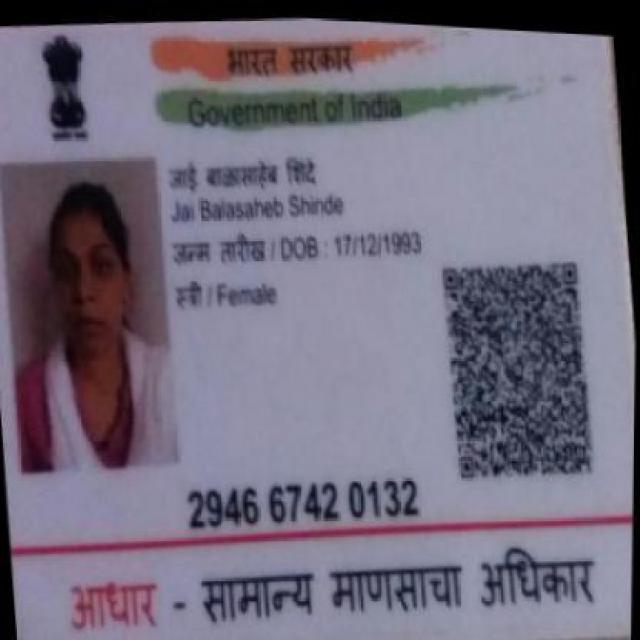 भारत सरकार
Government of India
जाई बाळासाहेब शिंदे
Jai Balasaheb Shinde
जन्म तारीख / DOB : 17/12/1993
स्त्री / Female
2946 6742 0132
आधार - सामान्य माणसाचा अधिकार